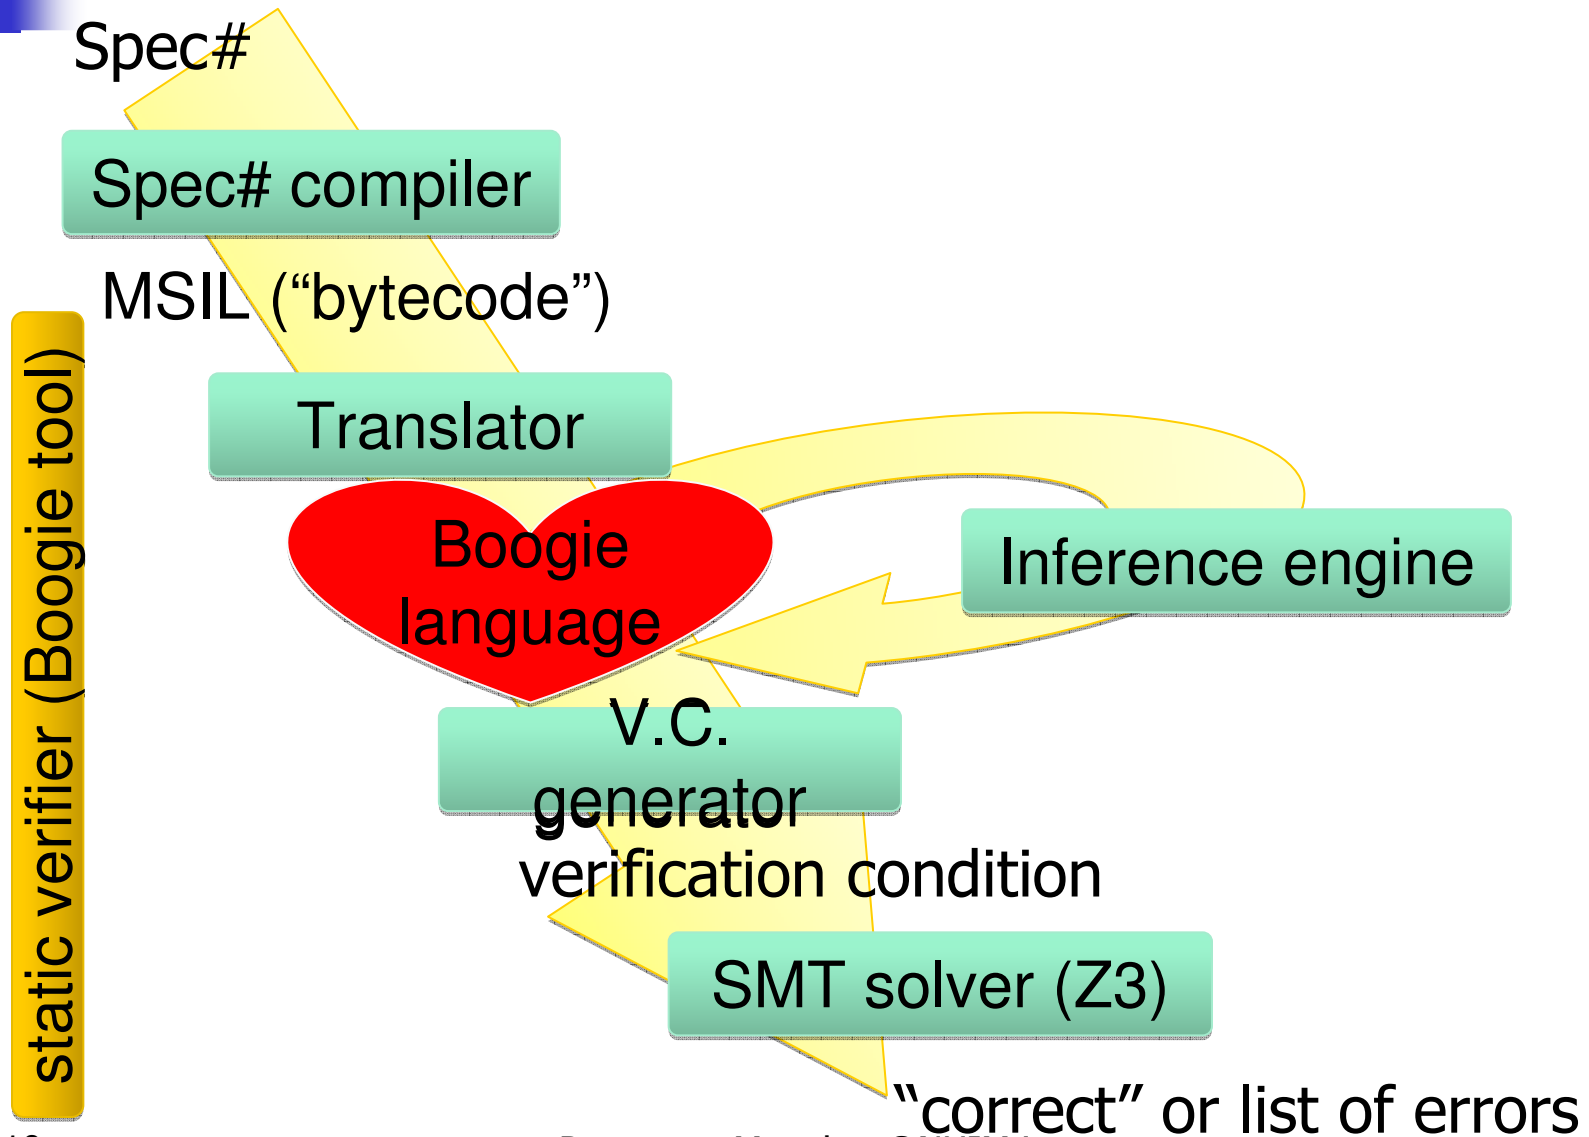 Spec#
Spec# compiler
MSIL (“bytecode”)
static verifier (Boogie tool)
Translator
Boogie
language
Inference engine
V.C.
generator
verification condition
SMT solver (Z3)
“correct” or list of errors